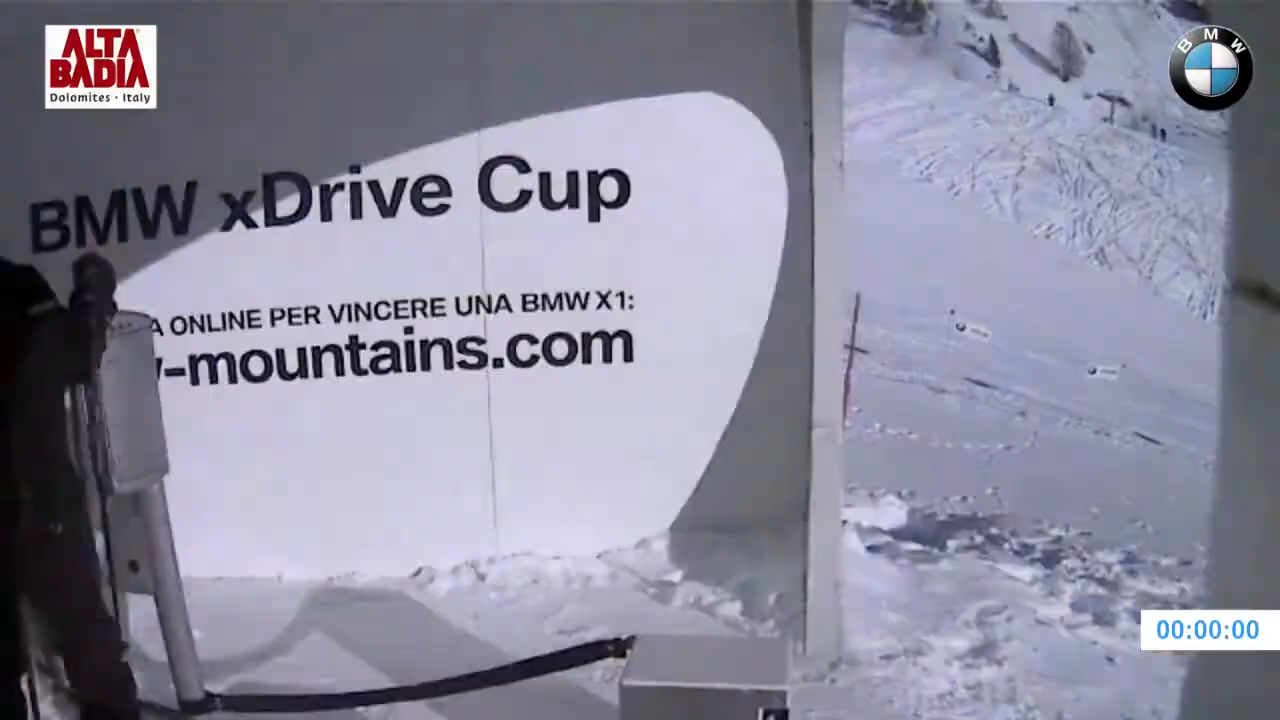 ALTA
BADIA
Dolomites · Italy
BMW
BMW xDrive Cup
A ONLINE PER VINCERE UNA BMW X1:
-mountains.com
00:00:00